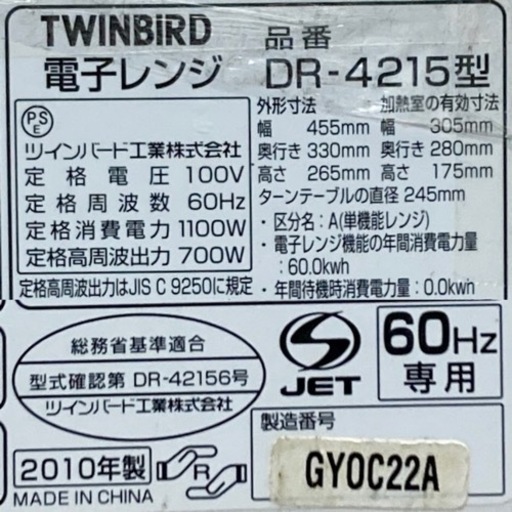 TWINBIRD 品番
電子レンジ DR-4215型
PSE
ツインバード工業株式会社
定格電圧 100V
定格周波数 60Hz
定格消費電力 1100W
定格高周波出力 700W
定格高周波出力はJIS C 9250に規定
外形寸法 加熱室の有効寸法
幅 455mm 幅 305mm
奥行き 330mm 奥行き 280mm
高さ 265mm 高さ 175mm
ターンテーブルの直径 245mm
・区分名：A(単機能レンジ)
・電子レンジ機能の年間消費電力量
：60.0kwh
・年間待機時消費電力量：0.0kwh
総務省基準適合
型式確認第 DR-42156号
ツインバード工業株式会社
JET
60Hz
専用
2010年製
R
MADE IN CHINA
製造番号
GYOC22A